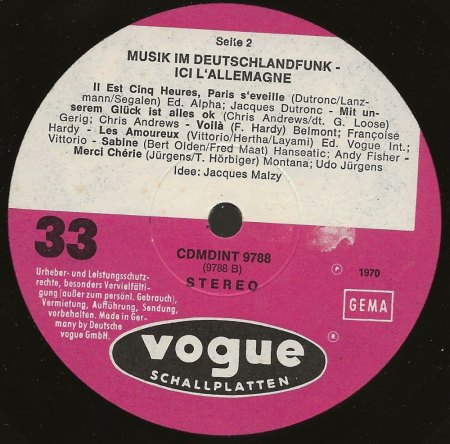 Seite 2
MUSIK IM DEUTSCHLANDFUNK -
ICI L'ALLEMAGNE
Il Est Cinq Heures, Paris s'eveille (Dutronc/Lanz-
mann/Segalen) Ed. Alpha; Jacques Dutronc - Mit un-
serem Glück ist alles ok (Chris Andrews/dt. G. Loose)
Gerig; Chris Andrews - Voilà (F. Hardy) Belmont; Françoise
Hardy - Les Amoureux (Vittorio/Hertha/Layami) Ed. Vogue Int.;
Vittorio - Sabine (Bert Olden/Fred Maat) Hanseatic; Andy Fisher -
Merci Chérie (Jürgens/T. Hörbiger) Montana; Udo Jürgens
Idee: Jacques Malzy
33
CDMDINT 9788
(9788 B)
STEREO
Urheber- und Leistungsschutz-
rechte, besonders Vervielfälti-
gung (außer zum persönl. Gebrauch),
Vermietung, Aufführung, Sendung,
vorbehalten. Made in Ger-
many by Deutsche
vogue GmbH.
℗ 1970
GEMA
vogue
SCHALLPLATTEN
®